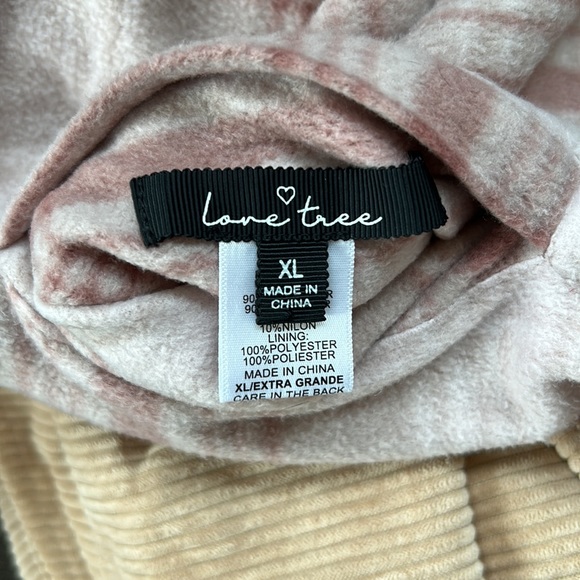 love tree
XL
MADE IN
CHINA
10%NILON
LINING:
100%POLYESTER
100%POLIESTER
MADE IN CHINA
XL/EXTRA GRANDE
CARE IN THE BACK